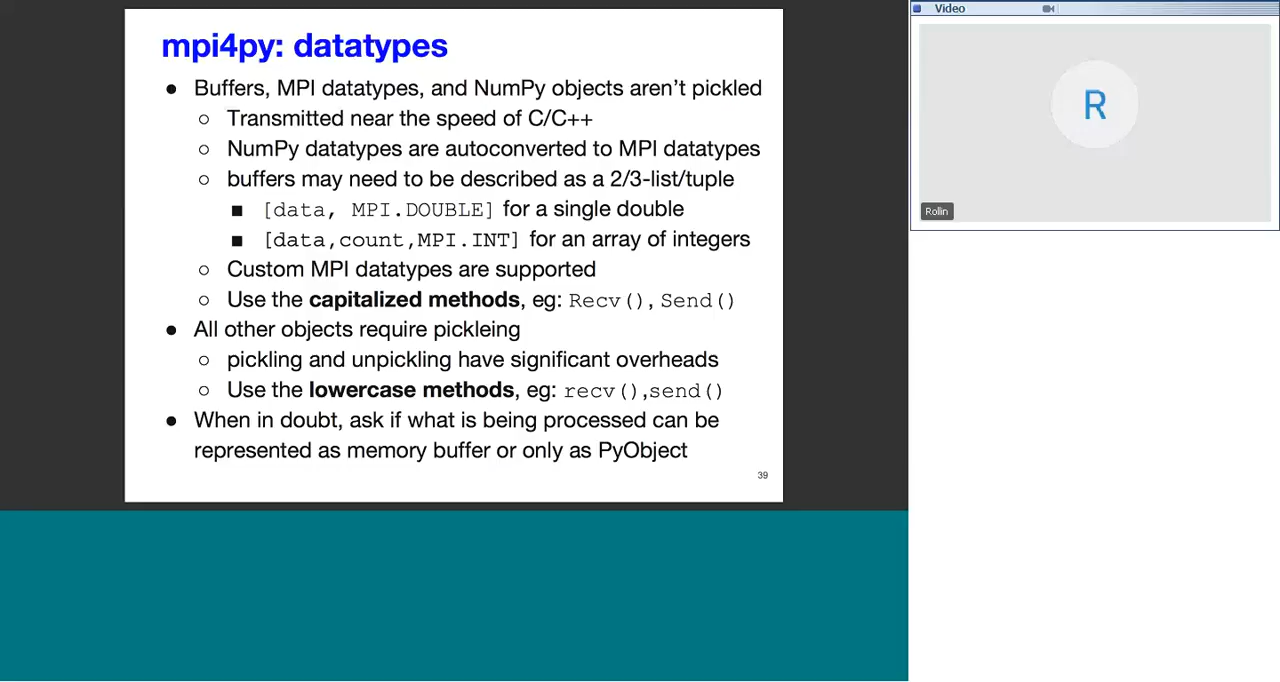 mpi4py: datatypes
● Buffers, MPI datatypes, and NumPy objects aren't pickled
○ Transmitted near the speed of C/C++
○ NumPy datatypes are autoconverted to MPI datatypes
○ buffers may need to be described as a 2/3-list/tuple
■ [data, MPI.DOUBLE] for a single double
■ [data,count,MPI.INT] for an array of integers
○ Custom MPI datatypes are supported
○ Use the capitalized methods, eg: Recv(), Send()
● All other objects require pickleing
○ pickling and unpickling have significant overheads
○ Use the lowercase methods, eg: recv(),send()
● When in doubt, ask if what is being processed can be
represented as memory buffer or only as PyObject
39
Video
R
Rolin